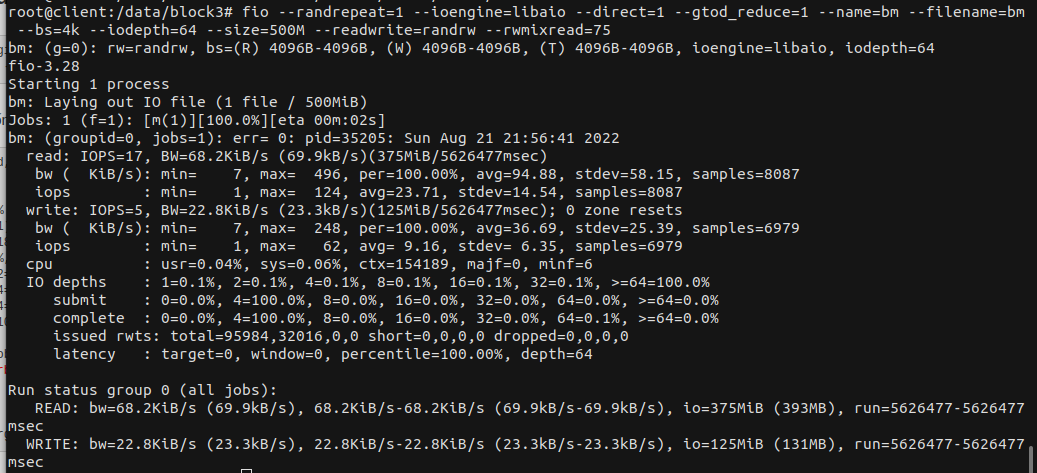 root@client:/data/block3# fio --randrepeat=1 --ioengine=libaio --direct=1 --gtod_reduce=1 --name=bm --filename=bm
 --bs=4k --iodepth=64 --size=500M --readwrite=randrw --rwmixread=75
bm: (g=0): rw=randrw, bs=(R) 4096B-4096B, (W) 4096B-4096B, (T) 4096B-4096B, ioengine=libaio, iodepth=64
fio-3.28
Starting 1 process
bm: Laying out IO file (1 file / 500MiB)
Jobs: 1 (f=1): [m(1)][100.0%][eta 00m:02s]
bm: (groupid=0, jobs=1): err= 0: pid=35205: Sun Aug 21 21:56:41 2022
  read: IOPS=17, BW=68.2KiB/s (69.9kB/s)(375MiB/5626477msec)
   bw (  KiB/s): min=    7, max=  496, per=100.00%, avg=94.88, stdev=58.15, samples=8087
   iops        : min=    1, max=  124, avg=23.71, stdev=14.54, samples=8087
  write: IOPS=5, BW=22.8KiB/s (23.3kB/s)(125MiB/5626477msec); 0 zone resets
   bw (  KiB/s): min=    7, max=  248, per=100.00%, avg=36.69, stdev=25.39, samples=6979
   iops        : min=    1, max=   62, avg= 9.16, stdev= 6.35, samples=6979
  cpu          : usr=0.04%, sys=0.06%, ctx=154189, majf=0, minf=6
  IO depths    : 1=0.1%, 2=0.1%, 4=0.1%, 8=0.1%, 16=0.1%, 32=0.1%, >=64=100.0%
     submit    : 0=0.0%, 4=100.0%, 8=0.0%, 16=0.0%, 32=0.0%, 64=0.0%, >=64=0.0%
     complete  : 0=0.0%, 4=100.0%, 8=0.0%, 16=0.0%, 32=0.0%, 64=0.1%, >=64=0.0%
     issued rwts: total=95984,32016,0,0 short=0,0,0,0 dropped=0,0,0,0
     latency   : target=0, window=0, percentile=100.00%, depth=64

Run status group 0 (all jobs):
   READ: bw=68.2KiB/s (69.9kB/s), 68.2KiB/s-68.2KiB/s (69.9kB/s-69.9kB/s), io=375MiB (393MB), run=5626477-5626477
msec
  WRITE: bw=22.8KiB/s (23.3kB/s), 22.8KiB/s-22.8KiB/s (23.3kB/s-23.3kB/s), io=125MiB (131MB), run=5626477-5626477
msec